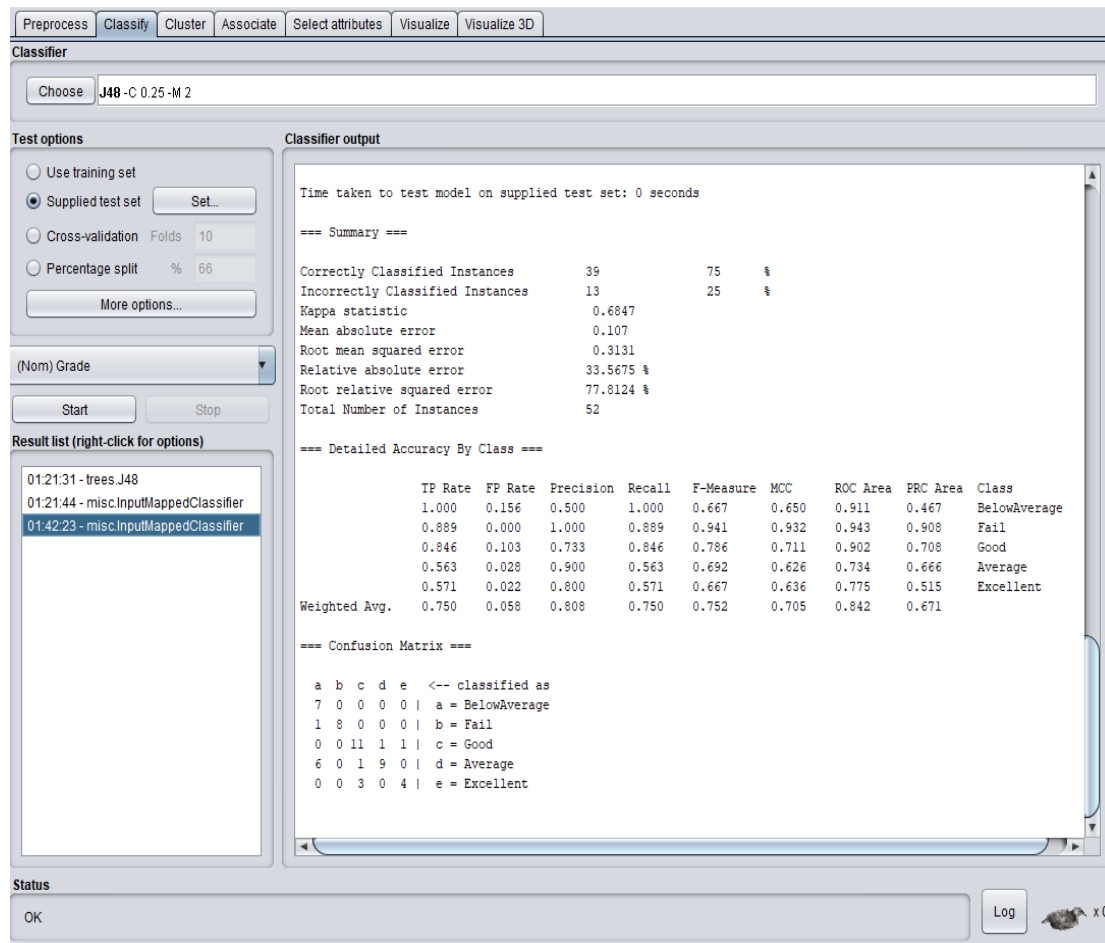 Preprocess Classify Cluster Associate Select attributes Visualize Visualize 3D
Classifier
Choose J48 -C 0.25 -M 2
Test options
Use training set
Supplied test set Set...
Cross-validation Folds 10
Percentage split % 66
More options...
(Nom) Grade
Start Stop
Result list (right-click for options)
01:21:31 - trees.J48
01:21:44 - misc.InputMappedClassifier
01:42:23 - misc.InputMappedClassifier
Classifier output
Time taken to test model on supplied test set: 0 seconds
=== Summary ===
Correctly Classified Instances 39 75 %
Incorrectly Classified Instances 13 25 %
Kappa statistic 0.6847
Mean absolute error 0.107
Root mean squared error 0.3131
Relative absolute error 33.5675 %
Root relative squared error 77.8124 %
Total Number of Instances 52
=== Detailed Accuracy By Class ===
TP Rate FP Rate Precision Recall F-Measure MCC ROC Area PRC Area Class
1.000 0.156 0.500 1.000 0.667 0.650 0.911 0.467 BelowAverage
0.889 0.000 1.000 0.889 0.941 0.932 0.943 0.908 Fail
0.846 0.103 0.733 0.846 0.786 0.711 0.902 0.708 Good
0.563 0.028 0.900 0.563 0.692 0.626 0.734 0.666 Average
0.571 0.022 0.800 0.571 0.667 0.636 0.775 0.515 Excellent
Weighted Avg. 0.750 0.058 0.808 0.750 0.752 0.705 0.842 0.671
=== Confusion Matrix ===
a b c d e <-- classified as
7 0 0 0 0 | a = BelowAverage
1 8 0 0 0 | b = Fail
0 0 11 1 1 | c = Good
6 0 1 9 0 | d = Average
0 0 3 0 4 | e = Excellent
Status
OK
Log x 0